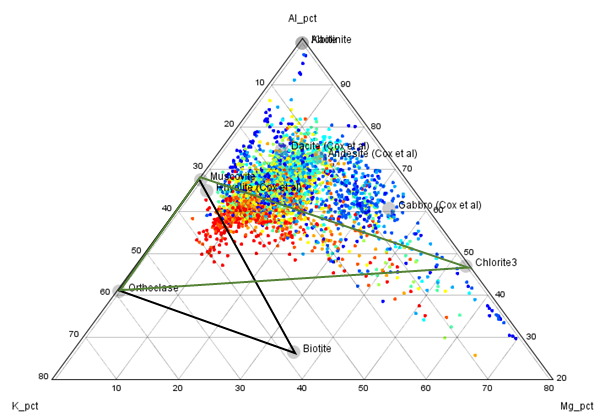 Al_pct
Kaolinite
10
90
20
80
Dacite (Cox et al)
Andesite (Cox et al)
30
70
Muscovite
Rhyolite (Cox et al)
40
Gabbro (Cox et al)
60
50
50
Chlorite3
60
Orthoclase
40
70
30
Biotite
80
20
10
20
30
40
50
60
70
80
K_pct
Mg_pct